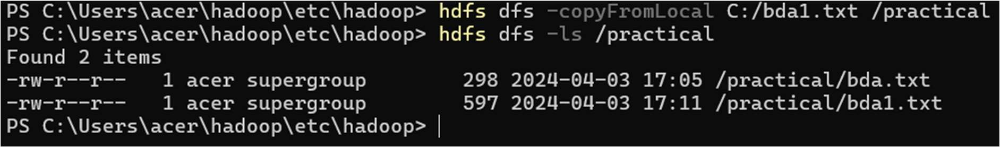 PS C:\Users\acer\hadoop\etc\hadoop> hdfs dfs -copyFromLocal C:/bda1.txt /practical
PS C:\Users\acer\hadoop\etc\hadoop> hdfs dfs -ls /practical
Found 2 items
-rw-r--r--   1 acer supergroup        298 2024-04-03 17:05 /practical/bda.txt
-rw-r--r--   1 acer supergroup        597 2024-04-03 17:11 /practical/bda1.txt
PS C:\Users\acer\hadoop\etc\hadoop>